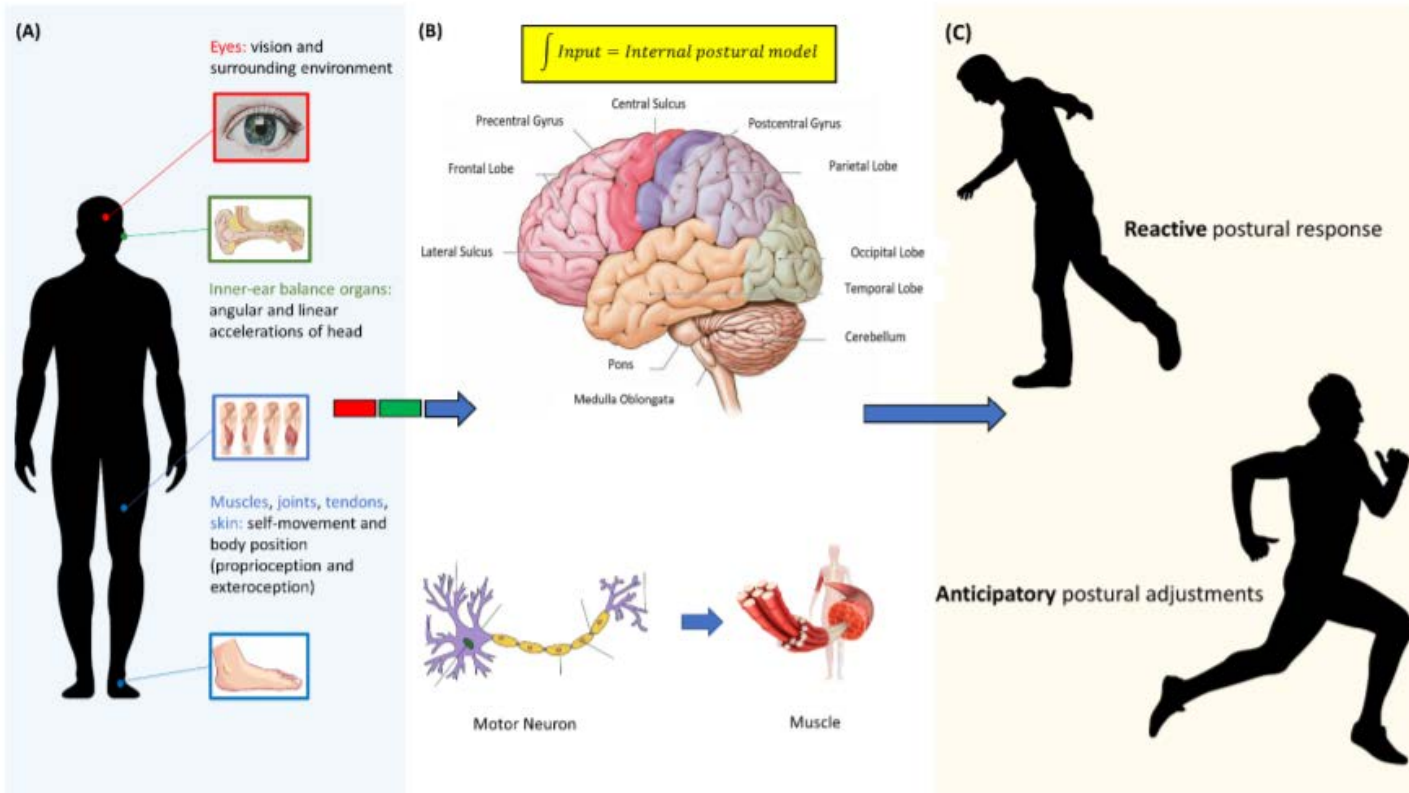 (A)
Eyes: vision and
surrounding environment
Inner-ear balance organs:
angular and linear
accelerations of head
Muscles, joints, tendons,
skin: self-movement and
body position
(proprioception and
exteroception)
(B)
∫ Input = Internal postural model
Central Sulcus
Precentral Gyrus
Postcentral Gyrus
Frontal Lobe
Parietal Lobe
Lateral Sulcus
Occipital Lobe
Temporal Lobe
Cerebellum
Pons
Medulla Oblongata
Motor Neuron
Muscle
(C)
Reactive postural response
Anticipatory postural adjustments